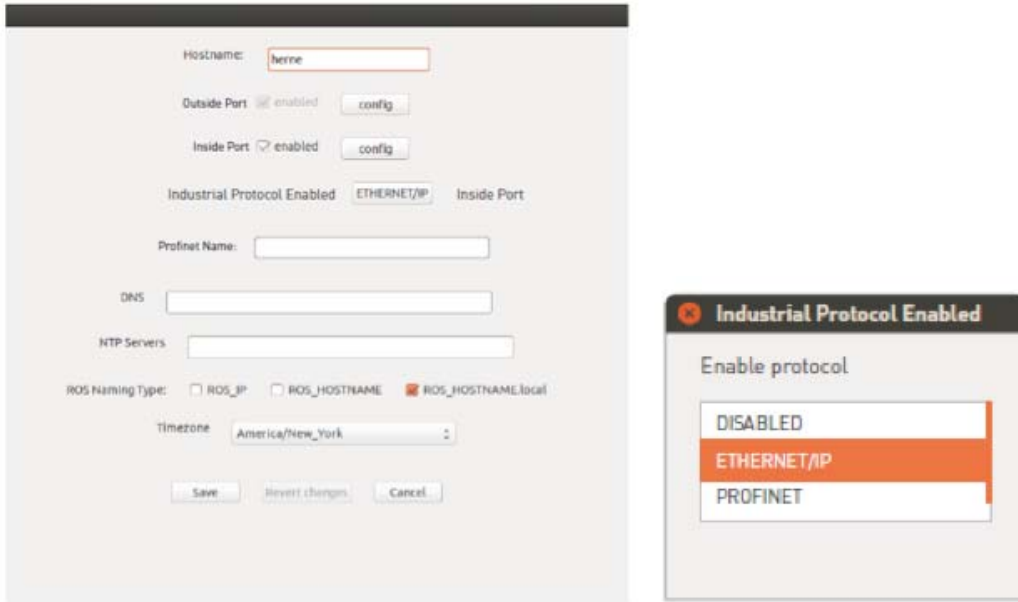 Hostname: herne
Outside Port enabled config
Inside Port enabled config
Industrial Protocol Enabled ETHERNET/IP Inside Port
Profinet Name:
DNS
NTP Servers
ROS Naming Type: ROS_IP ROS_HOSTNAME ROS_HOSTNAME.local
Timezone America/New_York
Save Revert changes Cancel
Industrial Protocol Enabled
Enable protocol
DISABLED
ETHERNET/IP
PROFINET